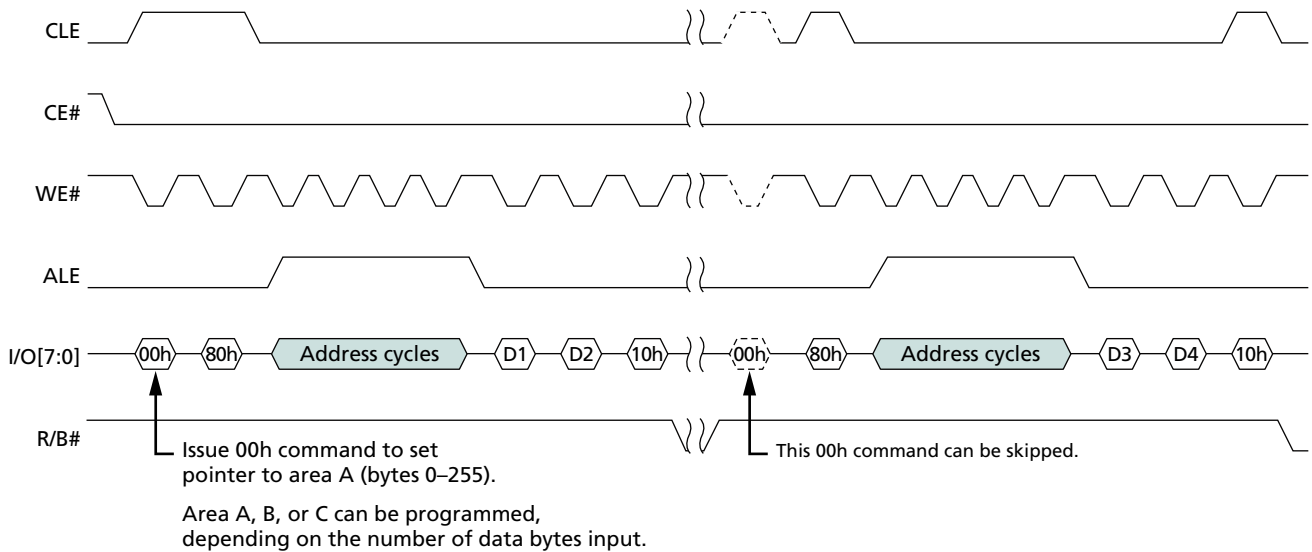 CLE
CE#
WE#
ALE
I/O[7:0] 00h 80h Address cycles D1 D2 10h 00h 80h Address cycles D3 D4 10h
R/B#
Issue 00h command to set
pointer to area A (bytes 0–255).
Area A, B, or C can be programmed,
depending on the number of data bytes input.
This 00h command can be skipped.